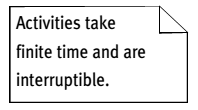 Activities take
finite time and are
interruptible.